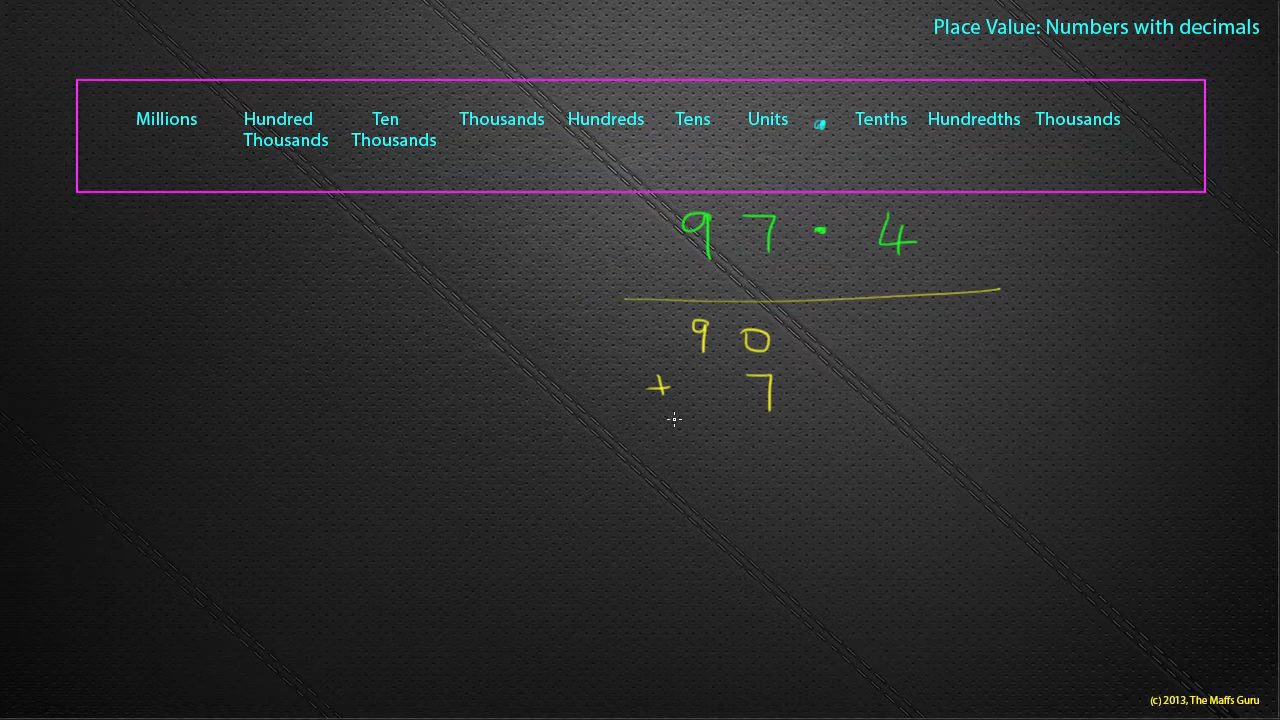 Place Value: Numbers with decimals
Millions Hundred Thousands Ten Thousands Thousands Hundreds Tens Units . Tenths Hundredths Thousands
97.4
90
+ 7
(c) 2013, The Maffs Guru